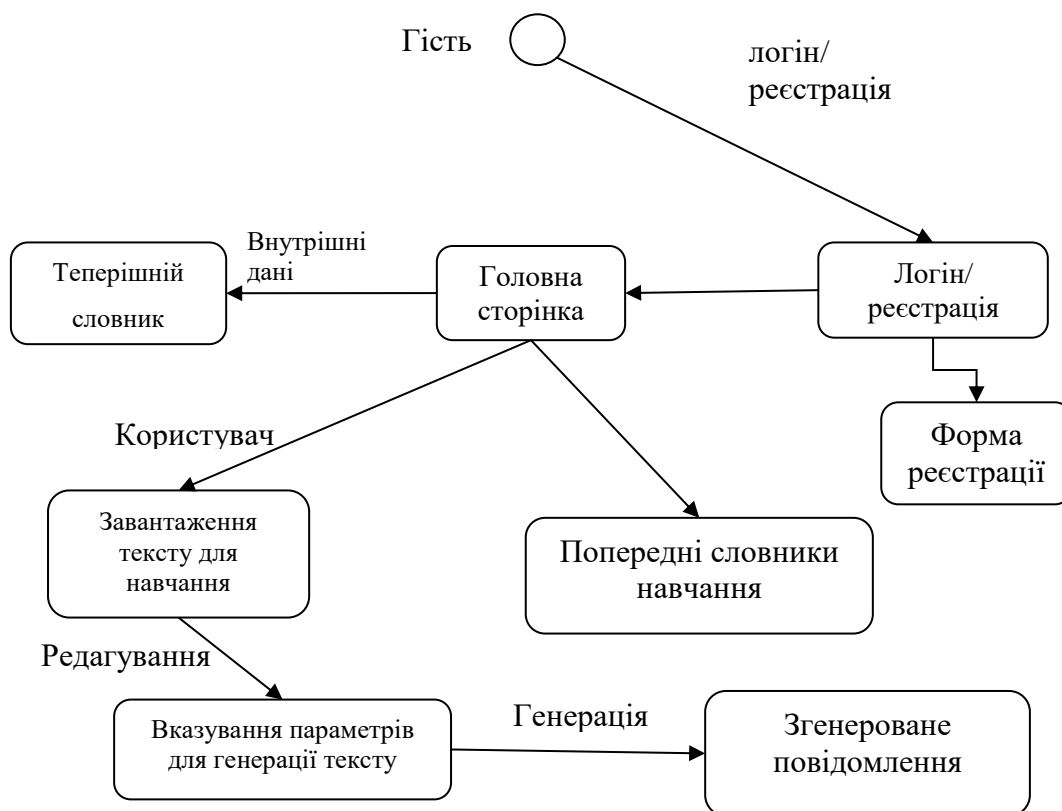 Гість
логін/
реєстрація
Внутрішні
дані
Теперішній
словник
Головна
сторінка
Логін/
реєстрація
Форма
реєстрації
Користувач
Завантаження
тексту для
навчання
Попередні словники
навчання
Редагування
Вказування параметрів
для генерації тексту
Генерація
Згенероване
повідомлення